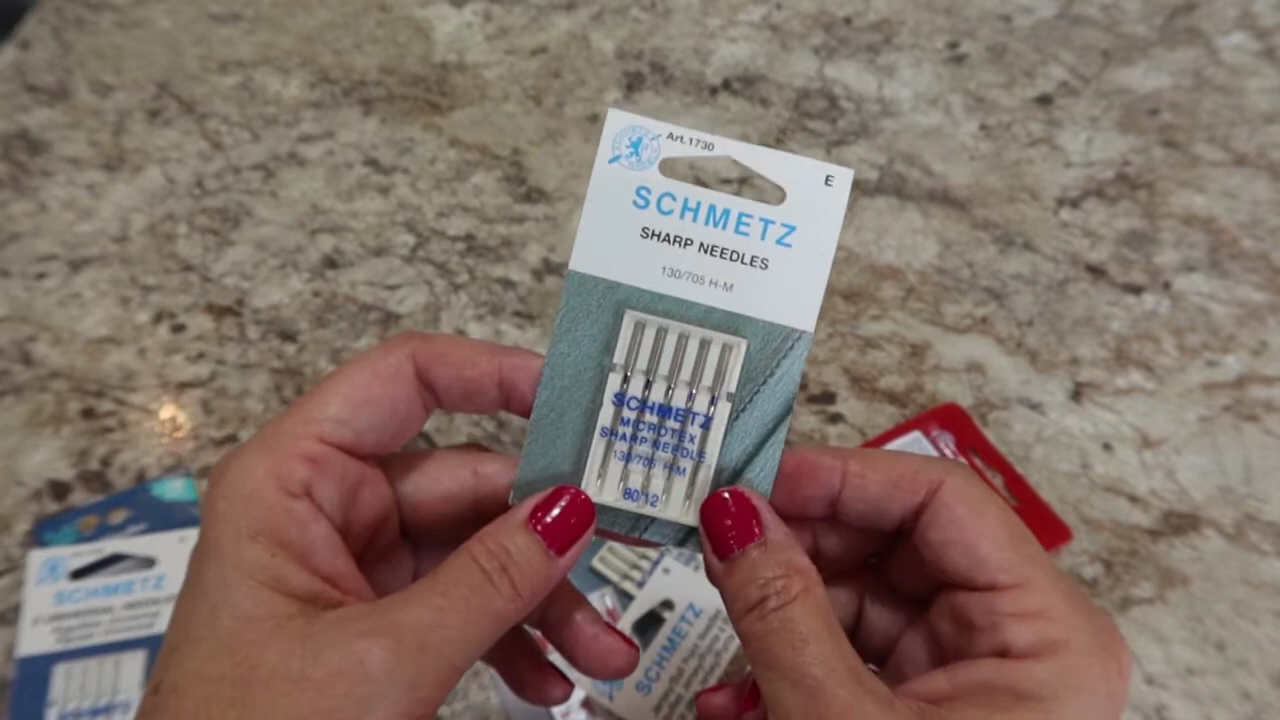 Art.1730
E
SCHMETZ
SHARP NEEDLES
130/705 H-M
SCHMETZ
MICROTEX
SHARP NEEDLE
130/705 H-M
80/12
SCHMETZ
SCHMETZ